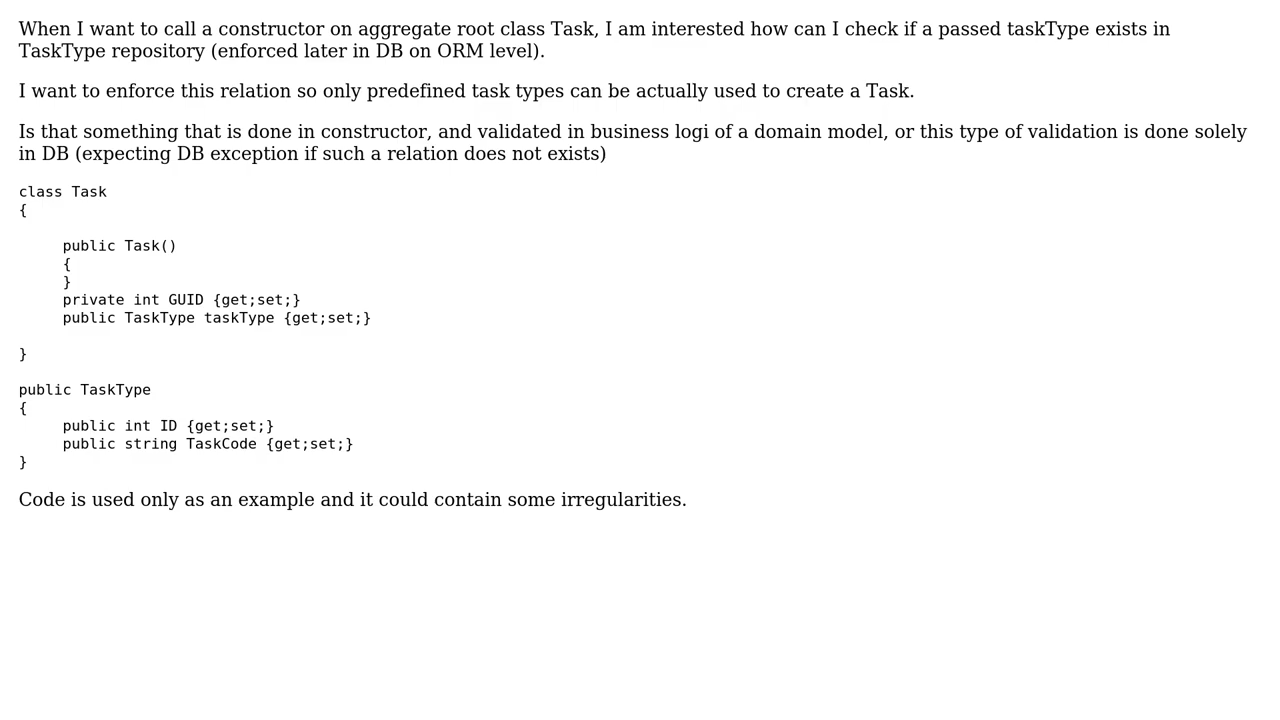 When I want to call a constructor on aggregate root class Task, I am interested how can I check if a passed taskType exists in
TaskType repository (enforced later in DB on ORM level).
I want to enforce this relation so only predefined task types can be actually used to create a Task.
Is that something that is done in constructor, and validated in business logi of a domain model, or this type of validation is done solely
in DB (expecting DB exception if such a relation does not exists)
class Task
{
public Task()
{
}
private int GUID {get;set;}
public TaskType taskType {get;set;}
}
public TaskType
{
public int ID {get;set;}
public string TaskCode {get;set;}
}
Code is used only as an example and it could contain some irregularities.